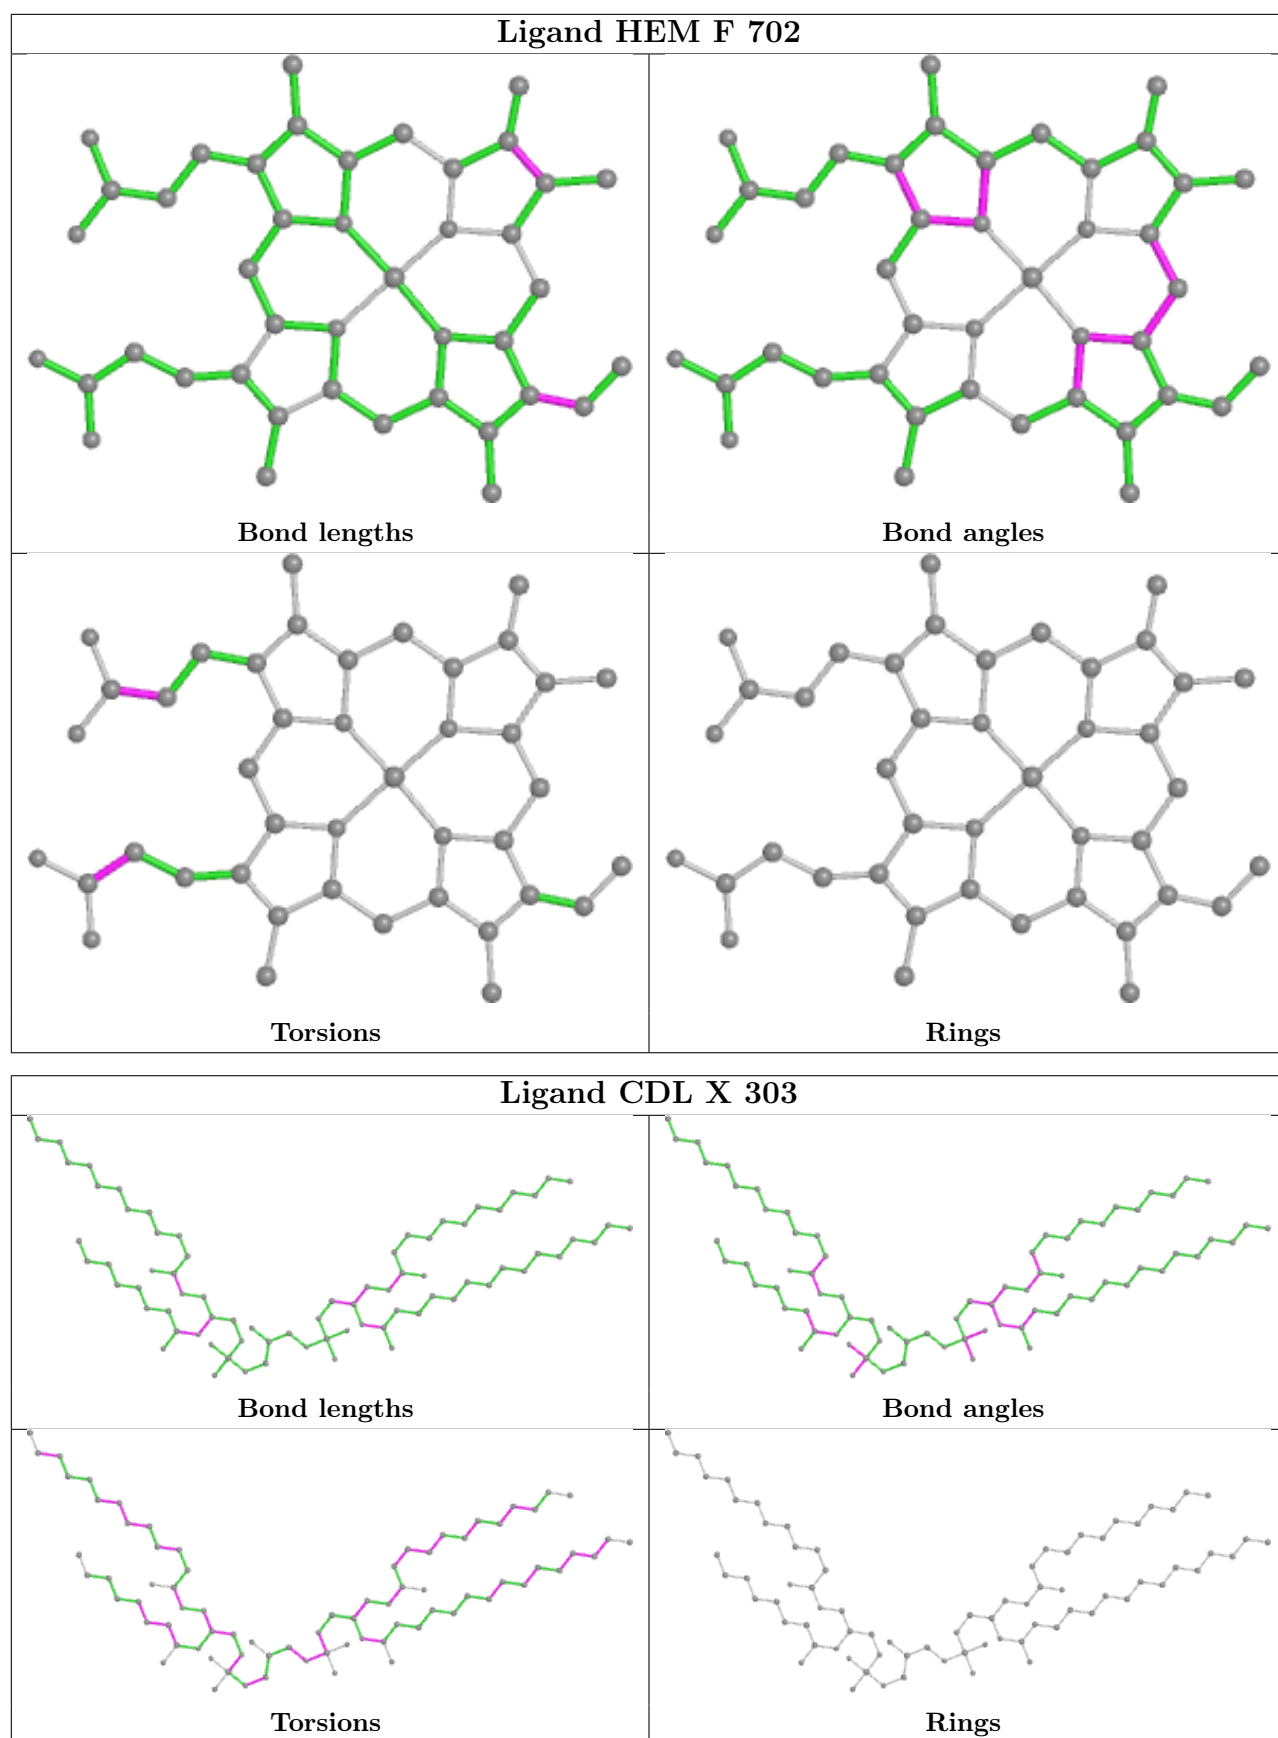 Ligand HEM F 702
Bond lengths
Bond angles
Torsions
Rings
Ligand CDL X 303
Bond lengths
Bond angles
Torsions
Rings